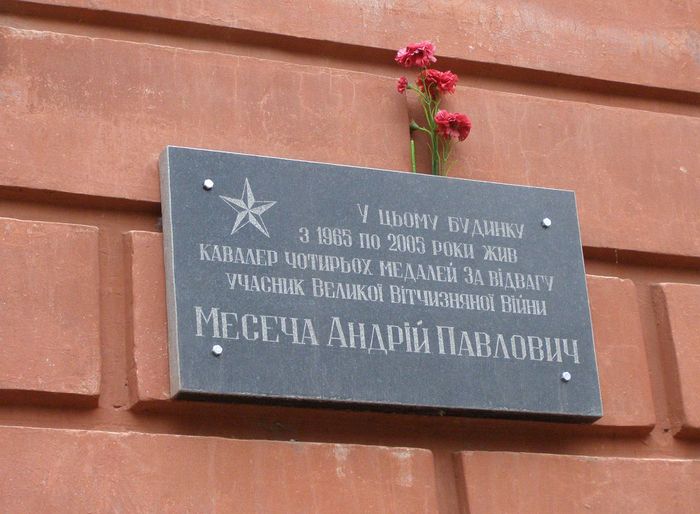 У ЦЬОМУ БУДИНКУ
З 1965 ПО 2005 РОКИ ЖИВ
КАВАЛЕР ЧОТИРЬОХ МЕДАЛЕЙ ЗА ВІДВАГУ
УЧАСНИК ВЕЛИКОЇ ВІТЧИЗНЯНОЇ ВІЙНИ
МЕСЕЧА АНДРІЙ ПАВЛОВИЧ